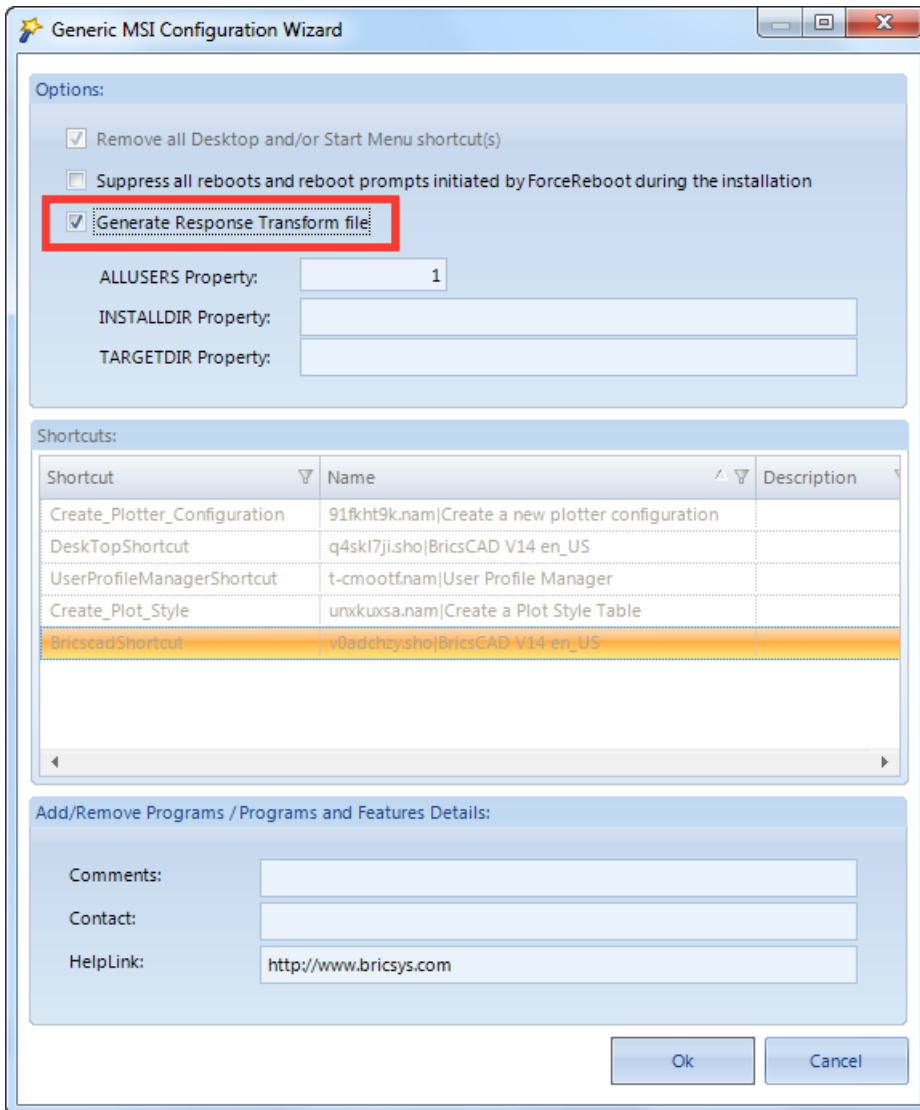 Generic MSI Configuration Wizard
Options:
Remove all Desktop and/or Start Menu shortcut(s)
Suppress all reboots and reboot prompts initiated by ForceReboot during the installation
Generate Response Transform file
ALLUSERS Property: 1
INSTALLDIR Property:
TARGETDIR Property:
Shortcuts:
Shortcut Name Description
Create_Plotter_Configuration 91fkht9k.nam|Create a new plotter configuration
DeskTopShortcut q4skl7ji.sho|BricsCAD V14 en_US
UserProfileManagerShortcut t-cmootf.nam|User Profile Manager
Create_Plot_Style unxkuxsa.nam|Create a Plot Style Table
BricscadShortcut v0adchzy.sho|BricsCAD V14 en_US
Add/Remove Programs / Programs and Features Details:
Comments:
Contact:
HelpLink: http://www.bricsys.com
Ok Cancel